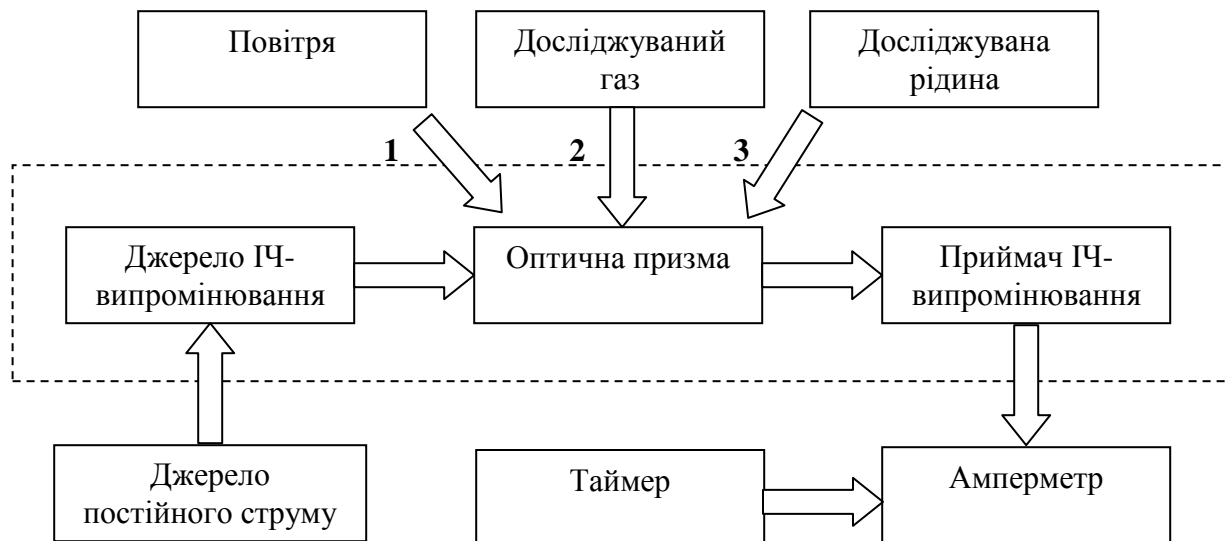 Повітря
Досліджуваний
газ
Досліджувана
рідина
1
2
3
Джерело ІЧ-
випромінювання
Оптична призма
Приймач ІЧ-
випромінювання
Джерело
постійного струму
Таймер
Амперметр